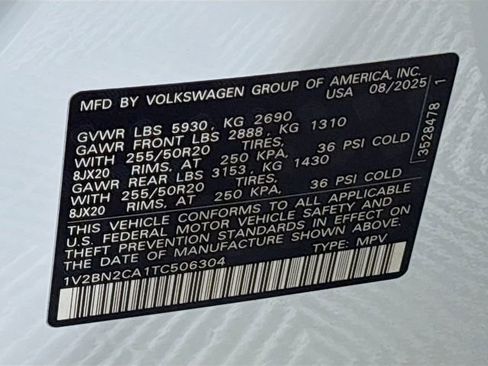 MFD BY VOLKSWAGEN GROUP OF AMERICA, INC.
USA 08/2025
GVWR LBS 5930, KG 2690
GAWR FRONT LBS 2888, KG 1310
WITH 255/50R20 TIRES,
8JX20 RIMS, AT 250 KPA, 36 PSI COLD
GAWR REAR LBS 3153, KG 1430
WITH 255/50R20 TIRES,
8JX20 RIMS, AT 250 KPA, 36 PSI COLD
THIS VEHICLE CONFORMS TO ALL APPLICABLE
U.S. FEDERAL MOTOR VEHICLE SAFETY AND
THEFT PREVENTION STANDARDS IN EFFECT ON
THE DATE OF MANUFACTURE SHOWN ABOVE.
1V2BN2CA1TC506304 TYPE: MPV
3528478 1